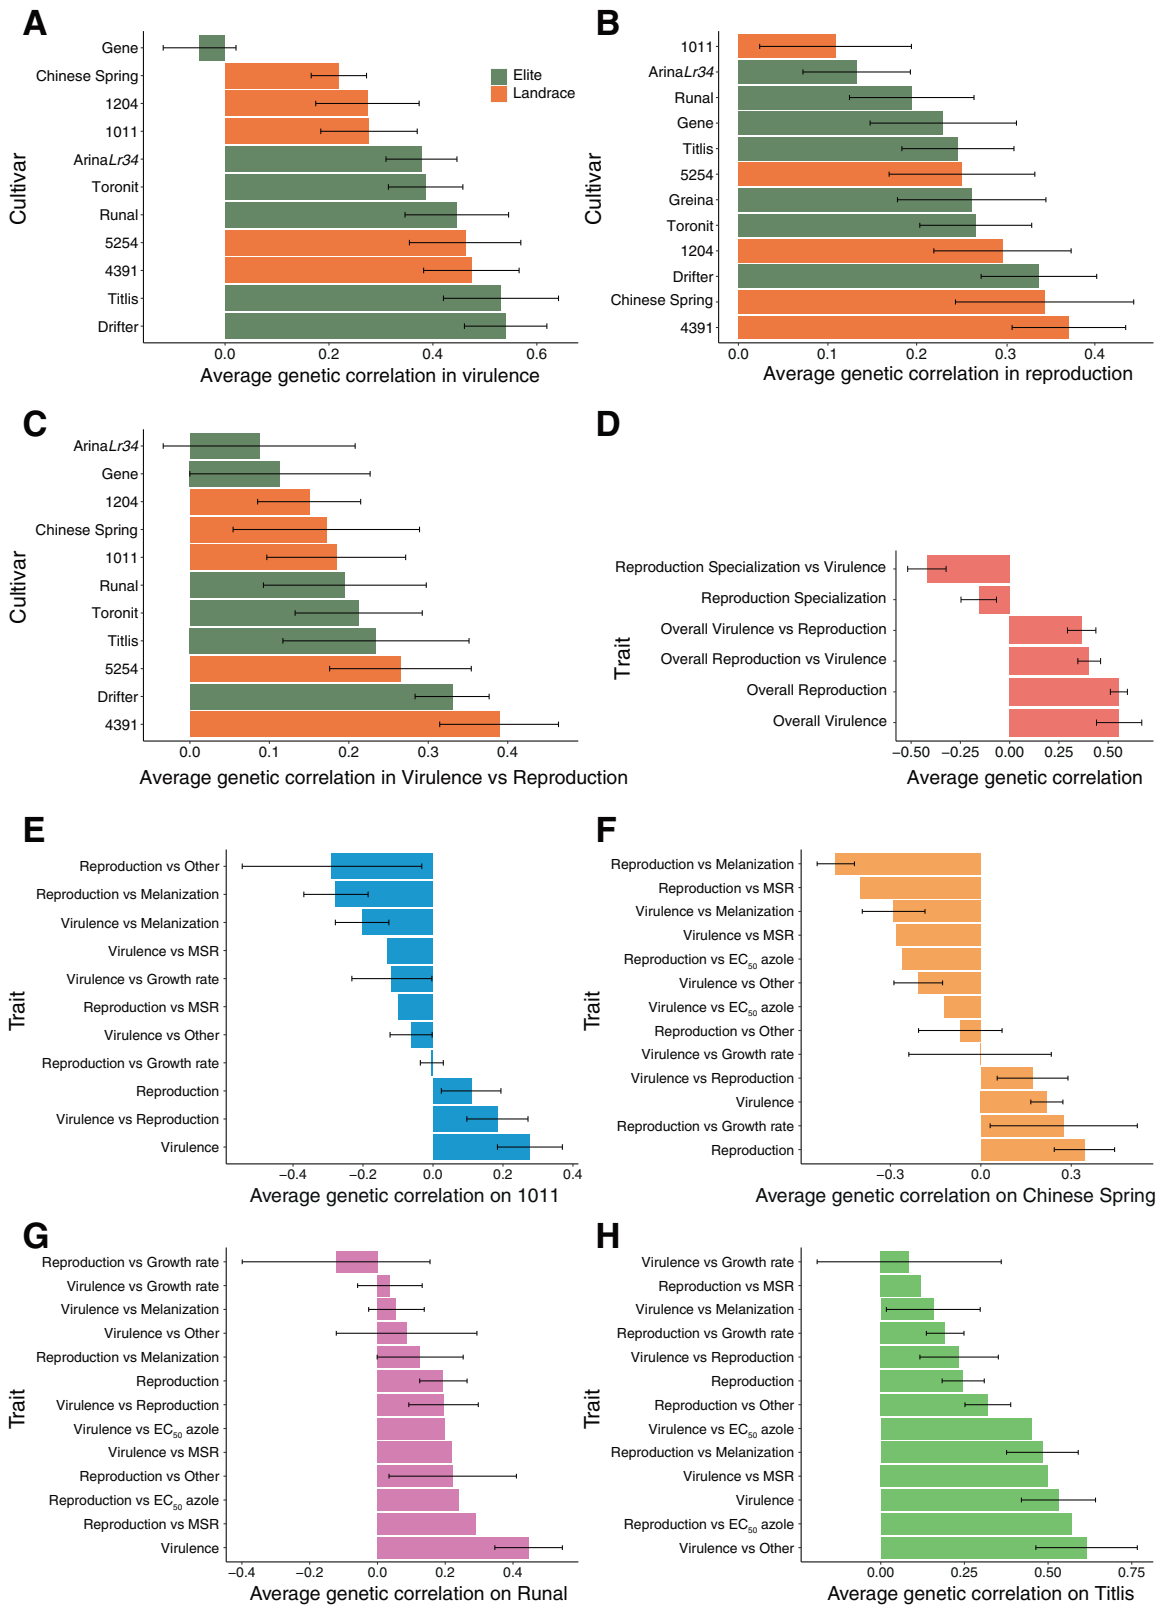 A
Gene
Chinese Spring
1204
1011
ArinaLr34
Toronit
Runal
5254
4391
Titlis
Drifter
Cultivar
Elite
Landrace
0.0 0.2 0.4 0.6
Average genetic correlation in virulence
B
1011
ArinaLr34
Runal
Gene
Titlis
5254
Greina
Toronit
1204
Drifter
Chinese Spring
4391
Cultivar
0.0 0.1 0.2 0.3 0.4
Average genetic correlation in reproduction
C
ArinaLr34
Gene
1204
Chinese Spring
1011
Runal
Toronit
Titlis
5254
Drifter
4391
Cultivar
0.0 0.1 0.2 0.3 0.4
Average genetic correlation in Virulence vs Reproduction
D
Reproduction Specialization vs Virulence
Reproduction Specialization
Overall Virulence vs Reproduction
Overall Reproduction vs Virulence
Overall Reproduction
Overall Virulence
Trait
−0.50 −0.25 0.00 0.25 0.50
Average genetic correlation
E
Reproduction vs Other
Reproduction vs Melanization
Virulence vs Melanization
Virulence vs MSR
Virulence vs Growth rate
Reproduction vs MSR
Virulence vs Other
Reproduction vs Growth rate
Reproduction
Virulence vs Reproduction
Virulence
Trait
−0.4 −0.2 0.0 0.2 0.4
Average genetic correlation on 1011
F
Reproduction vs Melanization
Reproduction vs MSR
Virulence vs Melanization
Virulence vs MSR
Reproduction vs EC50 azole
Virulence vs Other
Virulence vs EC50 azole
Reproduction vs Other
Virulence vs Growth rate
Virulence vs Reproduction
Virulence
Reproduction vs Growth rate
Reproduction
Trait
−0.3 0.0 0.3
Average genetic correlation on Chinese Spring
G
Reproduction vs Growth rate
Virulence vs Growth rate
Virulence vs Melanization
Virulence vs Other
Reproduction vs Melanization
Reproduction
Virulence vs Reproduction
Virulence vs EC50 azole
Virulence vs MSR
Reproduction vs Other
Reproduction vs EC50 azole
Reproduction vs MSR
Virulence
Trait
−0.4 −0.2 0.0 0.2 0.4
Average genetic correlation on Runal
H
Virulence vs Growth rate
Reproduction vs MSR
Virulence vs Melanization
Reproduction vs Growth rate
Virulence vs Reproduction
Reproduction
Reproduction vs Other
Virulence vs EC50 azole
Reproduction vs Melanization
Virulence vs MSR
Virulence
Reproduction vs EC50 azole
Virulence vs Other
Trait
0.00 0.25 0.50 0.75
Average genetic correlation on Titlis